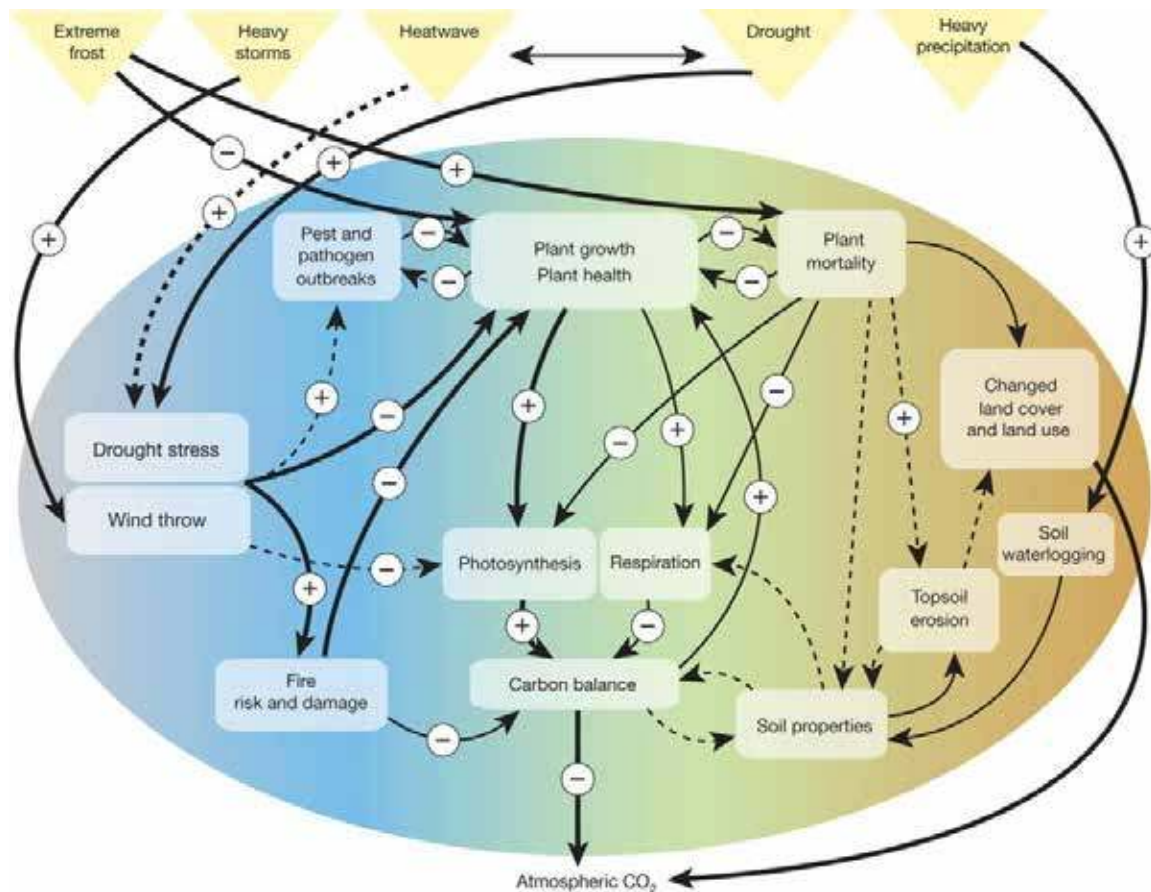 Extreme
frost
Heavy
storms
Heatwave
Drought
Heavy
precipitation
−
+
+
+
+
+
Pest and
pathogen
outbreaks
−
−
Plant growth
Plant health
−
−
Plant
mortality
+
−
+
+
−
−
+
Changed
land cover
and land use
Drought stress
Wind throw
−
+
Soil
waterlogging
Photosynthesis
Respiration
−
+
+
−
Topsoil
erosion
Fire
risk and damage
Carbon balance
Soil properties
−
−
Atmospheric CO₂